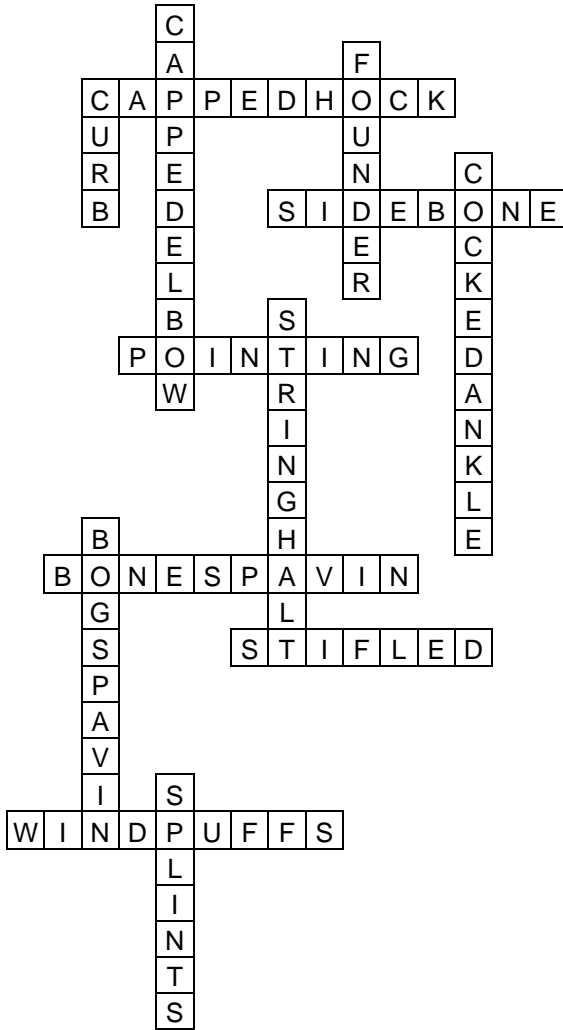 CAPPEDELBOW
FOUNDER
CAPPEDHOCK
CURB
COCKEDANKLE
SIDEBONE
STRINGHALT
POINTING
BOGSPAVIN
BONESPAVIN
STIFLED
SPLINTS
WINDPUFFS